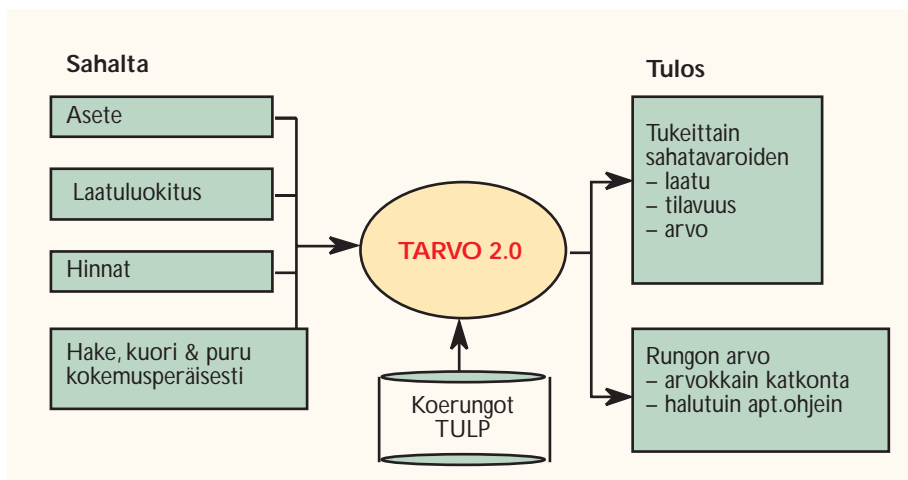 Sahalta
Asete
Laatuluokitus
Hinnat
Hake, kuori & puru
kokemusperäisesti
TARVO 2.0
Koerungot
TULP
Tulos
Tukeittain
sahatavaroiden
– laatu
– tilavuus
– arvo
Rungon arvo
– arvokkain katkonta
– halutuin apt.ohjein